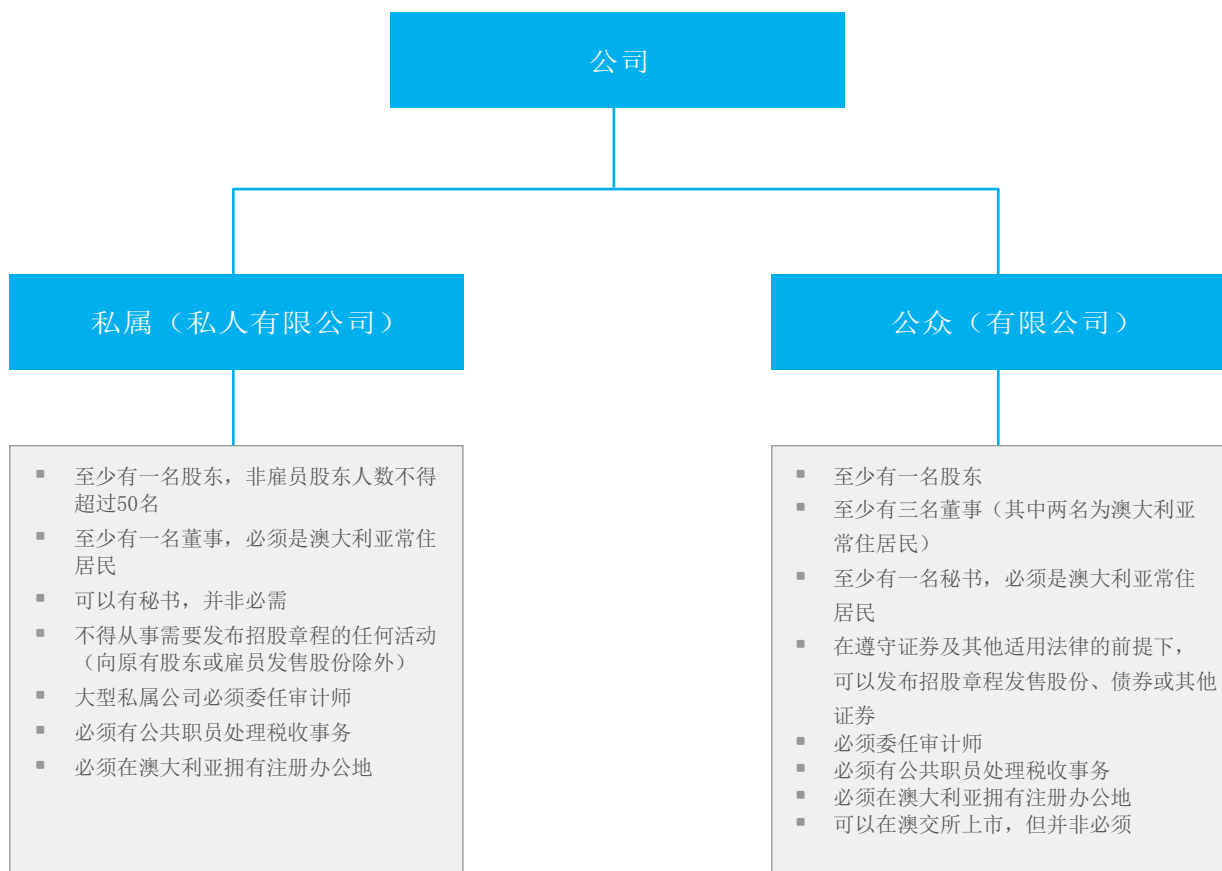 公司
私属（私人有限公司）
至少有一名股东，非雇员股东人数不得
超过50名
至少有一名董事，必须是澳大利亚常住
居民
可以有秘书，并非必需
不得从事需要发布招股章程的任何活动
（向原有股东或雇员发售股份除外）
大型私属公司必须委任审计师
必须有公共职员处理税收事务
必须在澳大利亚拥有注册办公地
公众（有限公司）
至少有一名股东
至少有三名董事（其中两名为澳大利亚
常住居民）
至少有一名秘书，必须是澳大利亚常住
居民
在遵守证券及其他适用法律的前提下，
可以发布招股章程发售股份、债券或其他
证券
必须委任审计师
必须有公共职员处理税收事务
必须在澳大利亚拥有注册办公地
可以在澳交所上市，但并非必须